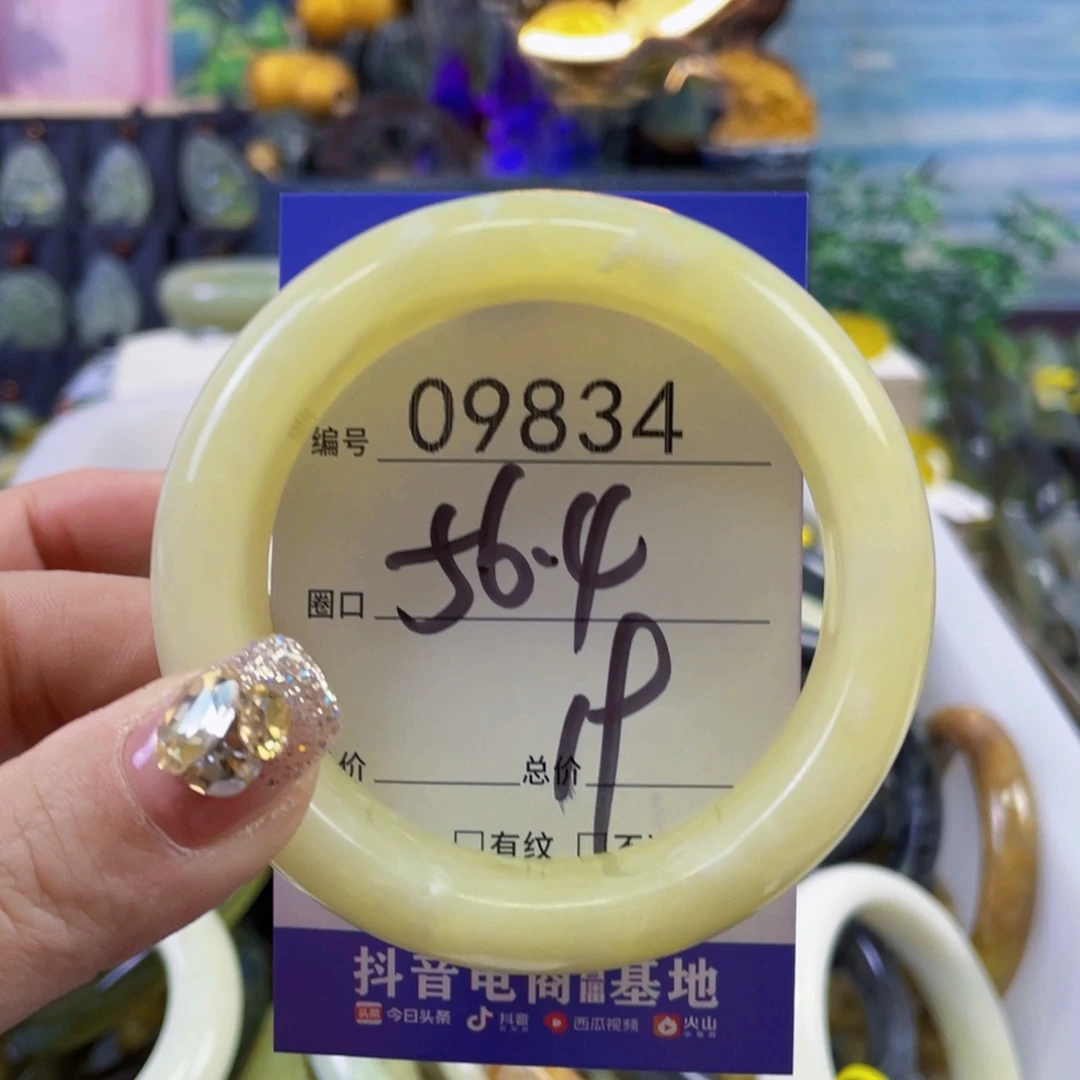 编号 09834
圈口 56.4
价 总价
有纹 不
抖音电商 基地
今日头条 抖音 西瓜视频 火山